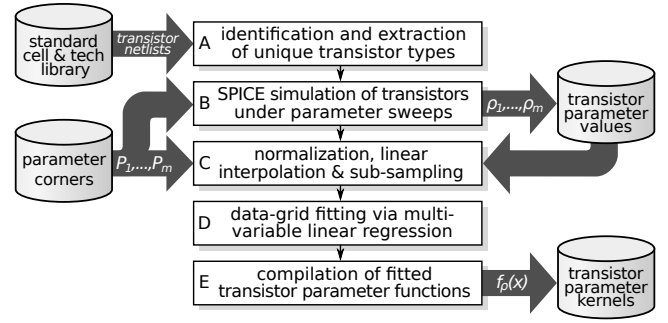 standard
cell & tech
library
transistor
netlists
A
identification and extraction
of unique transistor types
B
SPICE simulation of transistors
under parameter sweeps
ρ1,...,ρm
transistor
parameter
values
parameter
corners
P1,...,Pm
C
normalization, linear
interpolation & sub-sampling
D
data-grid fitting via multi-
variable linear regression
E
compilation of fitted
transistor parameter functions
fρ(x)
transistor
parameter
kernels